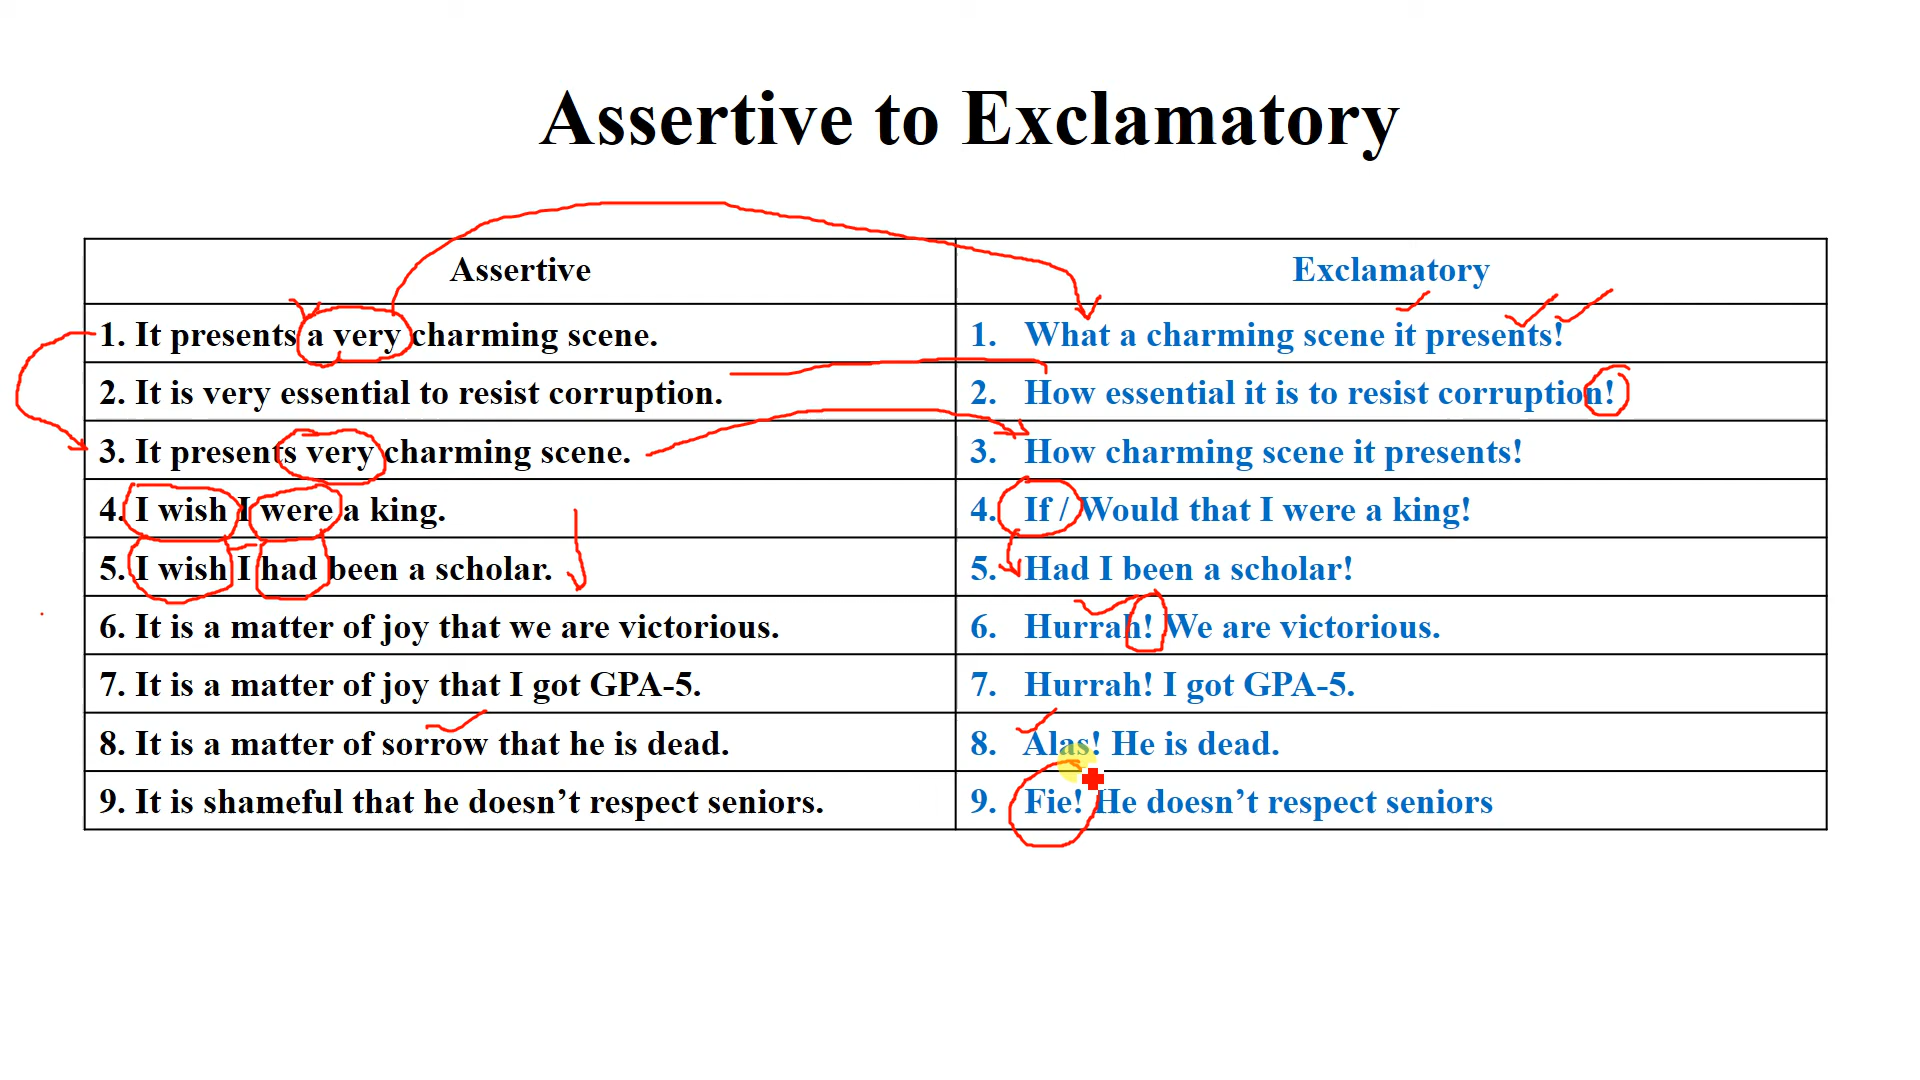 Assertive to Exclamatory
Assertive
Exclamatory
1. It presents a very charming scene.
1. What a charming scene it presents!
2. It is very essential to resist corruption.
2. How essential it is to resist corruption!
3. It presents very charming scene.
3. How charming scene it presents!
4. I wish I were a king.
4. If / Would that I were a king!
5. I wish I had been a scholar.
5. Had I been a scholar!
6. It is a matter of joy that we are victorious.
6. Hurrah! We are victorious.
7. It is a matter of joy that I got GPA-5.
7. Hurrah! I got GPA-5.
8. It is a matter of sorrow that he is dead.
8. Alas! He is dead.
9. It is shameful that he doesn’t respect seniors.
9. Fie! He doesn’t respect seniors